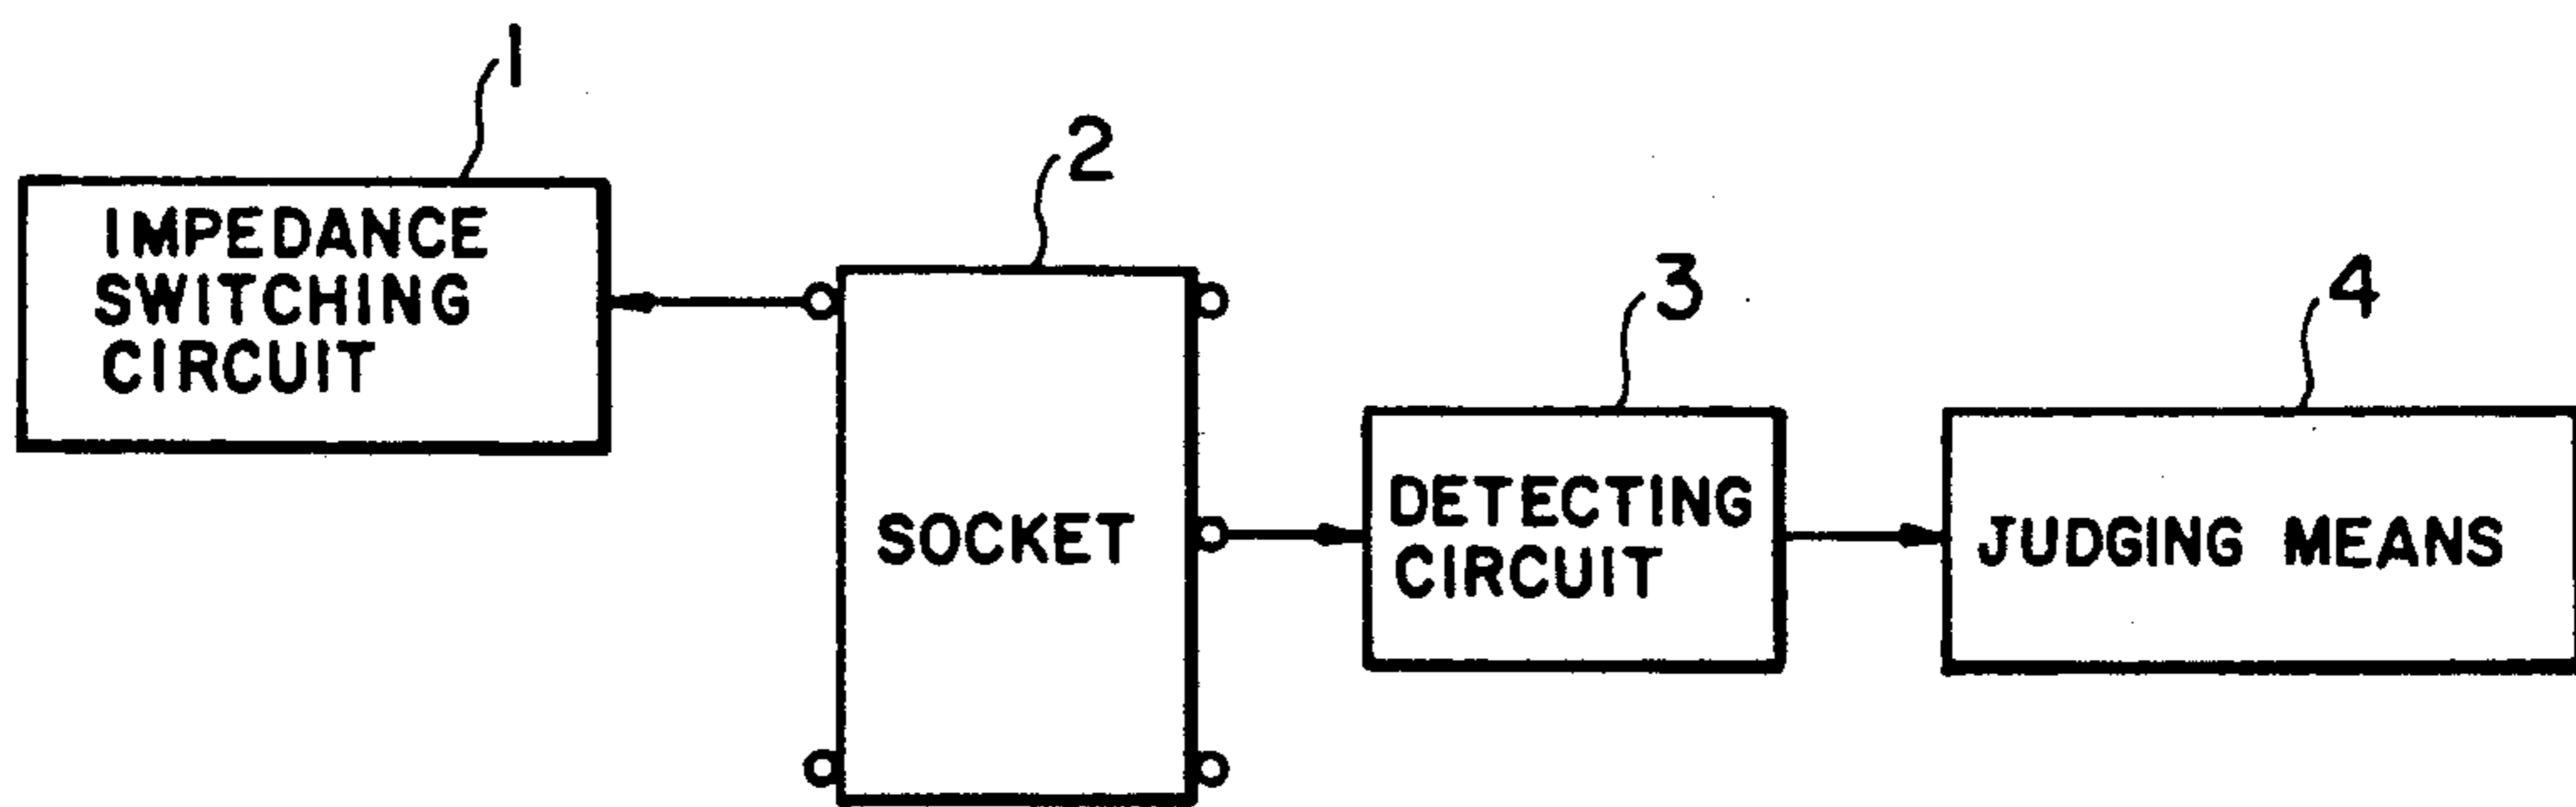 1
IMPEDANCE
SWITCHING
CIRCUIT
2
SOCKET
3
DETECTING
CIRCUIT
4
JUDGING MEANS